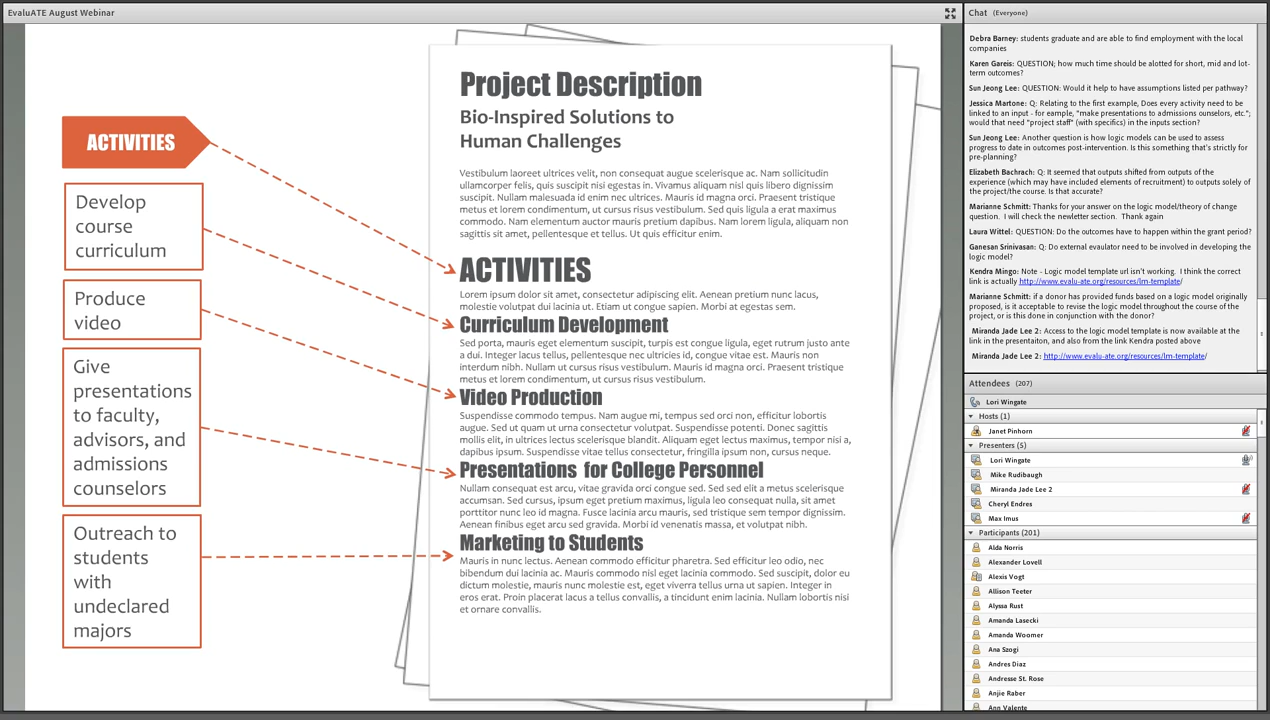 EvaluATE August Webinar
ACTIVITIES
Develop
course
curriculum
Produce
video
Give
presentations
to faculty,
advisors, and
admissions
counselors
Outreach to
students
with
undeclared
majors
Project Description
Bio-Inspired Solutions to
Human Challenges
Vestibulum laoreet ultrices velit, non consequat augue scelerisque ac. Nam sollicitudin
ullamcorper felis, quis suscipit nisi egestas in. Vivamus aliquam nisl quis libero dignissim
suscipit. Nullam malesuada id enim nec ultrices. Mauris id magna orci. Praesent tristique
metus et lorem condimentum, ut cursus risus vestibulum. Sed quis ligula a erat maximus
commodo. Nam elementum auctor mauris pretium dapibus. Nam lorem ligula, aliquam non
sagittis sit amet, pellentesque et tellus. Ut quis efficitur enim.
ACTIVITIES
Lorem ipsum dolor sit amet, consectetur adipiscing elit. Aenean pretium nunc lacus,
molestie volutpat dui lacinia ut. Etiam ut congue sapien. Morbi at egestas sem.
Curriculum Development
Sed porta, mauris eget elementum suscipit, turpis est congue ligula, eget rutrum justo ante
a dui. Integer lacus tellus, pellentesque nec ultricies id, congue vitae est. Mauris non
interdum nibh. Nullam ut cursus risus vestibulum. Mauris id magna orci. Praesent tristique
metus et lorem condimentum, ut cursus risus vestibulum.
Video Production
Suspendisse commodo tempus. Nam augue mi, tempus sed orci non, efficitur lobortis
augue. Sed ut quam ut urna consectetur volutpat. Suspendisse potenti. Donec sagittis
mollis elit, in ultrices lectus scelerisque blandit. Aliquam eget lectus maximus, tempor nisi a,
dapibus ipsum. Suspendisse vitae tellus consectetur, fringilla ipsum non, cursus neque.
Presentations for College Personnel
Nullam consequat est arcu, vitae gravida orci congue sed. Sed sed elit a metus scelerisque
accumsan. Sed cursus, ipsum eget pretium maximus, ligula leo consequat nulla, sit amet
porttitor nunc leo id magna. Fusce lacinia arcu mauris, sed tristique sem tempor dignissim.
Aenean finibus eget arcu sed gravida. Morbi id venenatis massa, et volutpat nibh.
Marketing to Students
Mauris in nunc lectus. Aenean commodo efficitur pharetra. Sed efficitur leo odio, nec
bibendum dui lacinia ac. Mauris commodo nisl eget lacinia commodo. Sed suscipit, dolor eu
dictum molestie, mauris nunc molestie est, eget viverra tellus urna ut sapien. Integer in
eros erat. Proin placerat lacus a tellus convallis, a tincidunt enim lacinia. Nullam lobortis nisi
et ornare convallis.
Chat (Everyone)
Debra Barney: students graduate and are able to find employment with the local
companies
Karen Gareis: QUESTION; how much time should be alotted for short, mid and lot-
term outcomes?
Sun Jeong Lee: QUESTION: Would it help to have assumptions listed per pathway?
Jessica Martone: Q: Relating to the first example, Does every activity need to be
linked to an input - for eample, "make presentations to admissions ounselors, etc.";
would that need "project staff" (with specifics) in the inputs section?
Sun Jeong Lee: Another question is how logic models can be used to assess
progress to date in outcomes post-intervention. Is this something that's strictly for
pre-planning?
Elizabeth Bachrach: Q: It seemed that outputs shifted from outputs of the
experience (which may have included elements of recruitment) to outputs solely of
the project/the course. Is that accurate?
Marianne Schmitt: Thanks for your answer on the logic model/theory of change
question. I will check the newletter section. Thank again
Laura Wittel: QUESTION: Do the outcomes have to happen within the grant period?
Ganesan Srinivasan: Q: Do external evaulator need to be involved in developing the
logic model?
Kendra Mingo: Note - Logic model template url isn't working. I think the correct
link is actually http://www.evalu-ate.org/resources/lm-template/
Marianne Schmitt: if a donor has provided funds based on a logic model originally
proposed, is it acceptable to revise the logic model throughout the course of the
project, or is this done in conjunction with the donor?
Miranda Jade Lee 2: Access to the logic model template is now available at the
link in the presentaiton, and also from the link Kendra posted above
Miranda Jade Lee 2: http://www.evalu-ate.org/resources/lm-template/
Attendees (207)
Lori Wingate
Hosts (1)
Janet Pinhorn
Presenters (5)
Lori Wingate
Mike Rudibaugh
Miranda Jade Lee 2
Cheryl Endres
Max Imus
Participants (201)
Alda Norris
Alexander Lovell
Alexis Vogt
Allison Teeter
Alyssa Rust
Amanda Lasecki
Amanda Woomer
Ana Szogi
Andres Diaz
Andresse St. Rose
Anjie Raber
Ann Valente